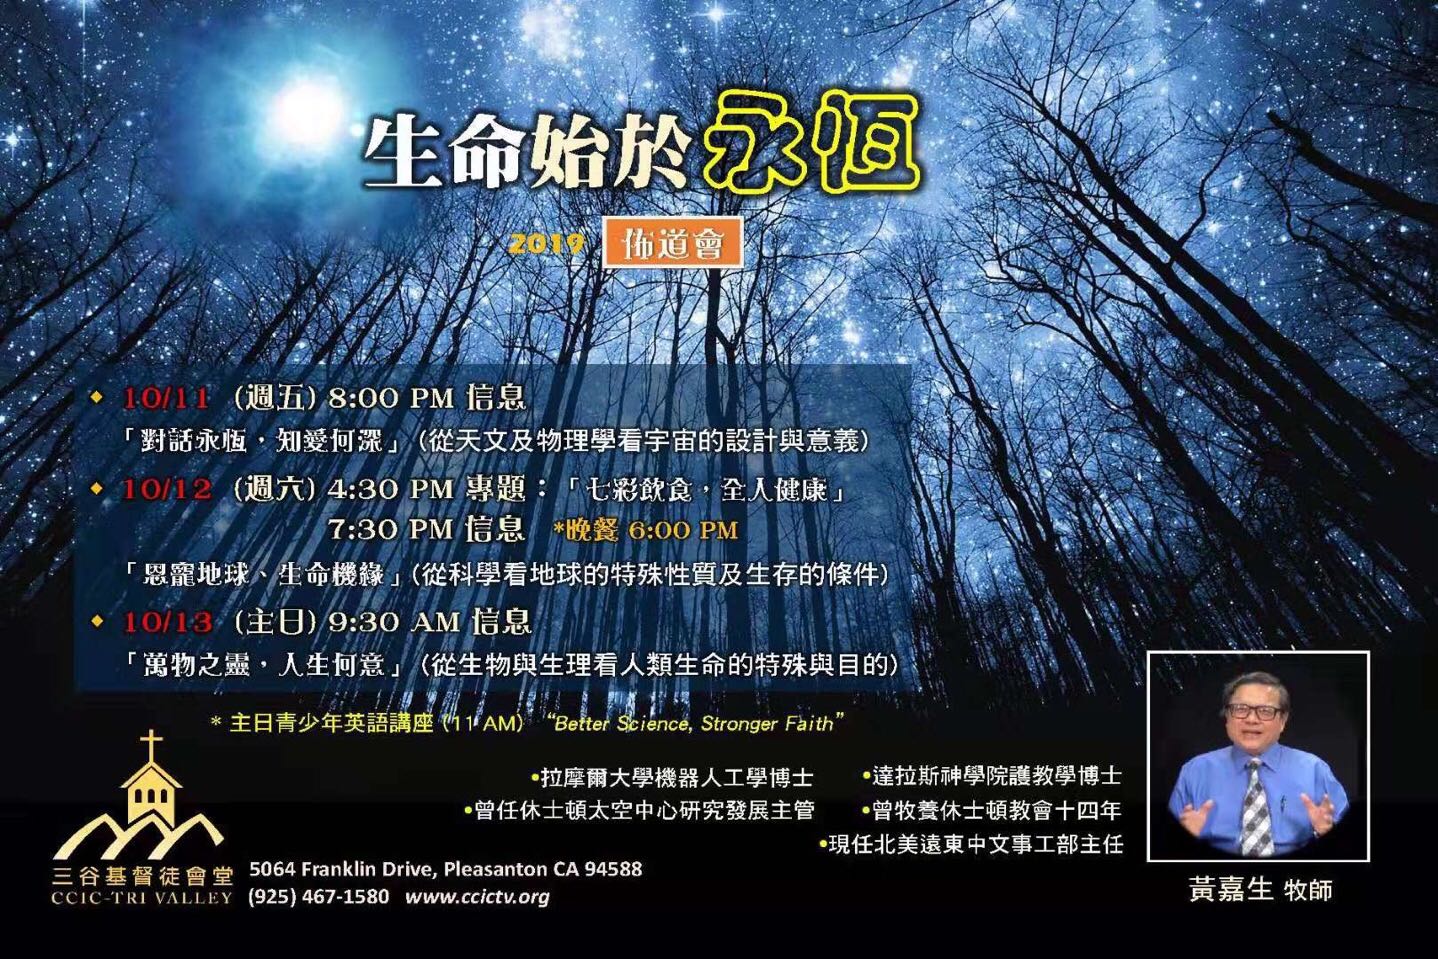 生命始於永恆
2019 佈道會
◆ 10/11 (週五) 8:00 PM 信息
「對話永恆，知愛何深」(從天文及物理學看宇宙的設計與意義)
◆ 10/12 (週六) 4:30 PM 專題：「七彩飲食，全人健康」
7:30 PM 信息 *晚餐 6:00 PM
「恩寵地球、生命機緣」(從科學看地球的特殊性質及生存的條件)
◆ 10/13 (主日) 9:30 AM 信息
「萬物之靈，人生何意」(從生物與生理看人類生命的特殊與目的)
* 主日青少年英語講座 (11 AM) “Better Science, Stronger Faith”
•拉摩爾大學機器人工學博士 •達拉斯神學院護教學博士
•曾任休士頓太空中心研究發展主管 •曾牧養休士頓教會十四年
•現任北美遠東中文事工部主任
黃嘉生 牧師
三谷基督徒會堂
CCIC-TRI VALLEY
5064 Franklin Drive, Pleasanton CA 94588
(925) 467-1580 www.ccictv.org